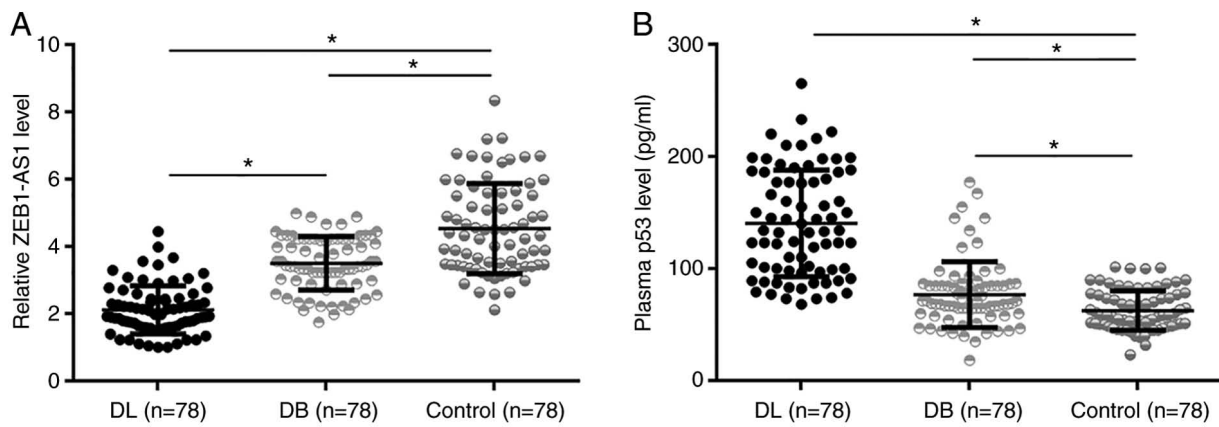 A
Relative ZEB1-AS1 level
10
8
6
4
2
0
*
*
*
DL (n=78)
DB (n=78)
Control (n=78)
B
Plasma p53 level (pg/ml)
300
200
100
0
*
*
*
DL (n=78)
DB (n=78)
Control (n=78)